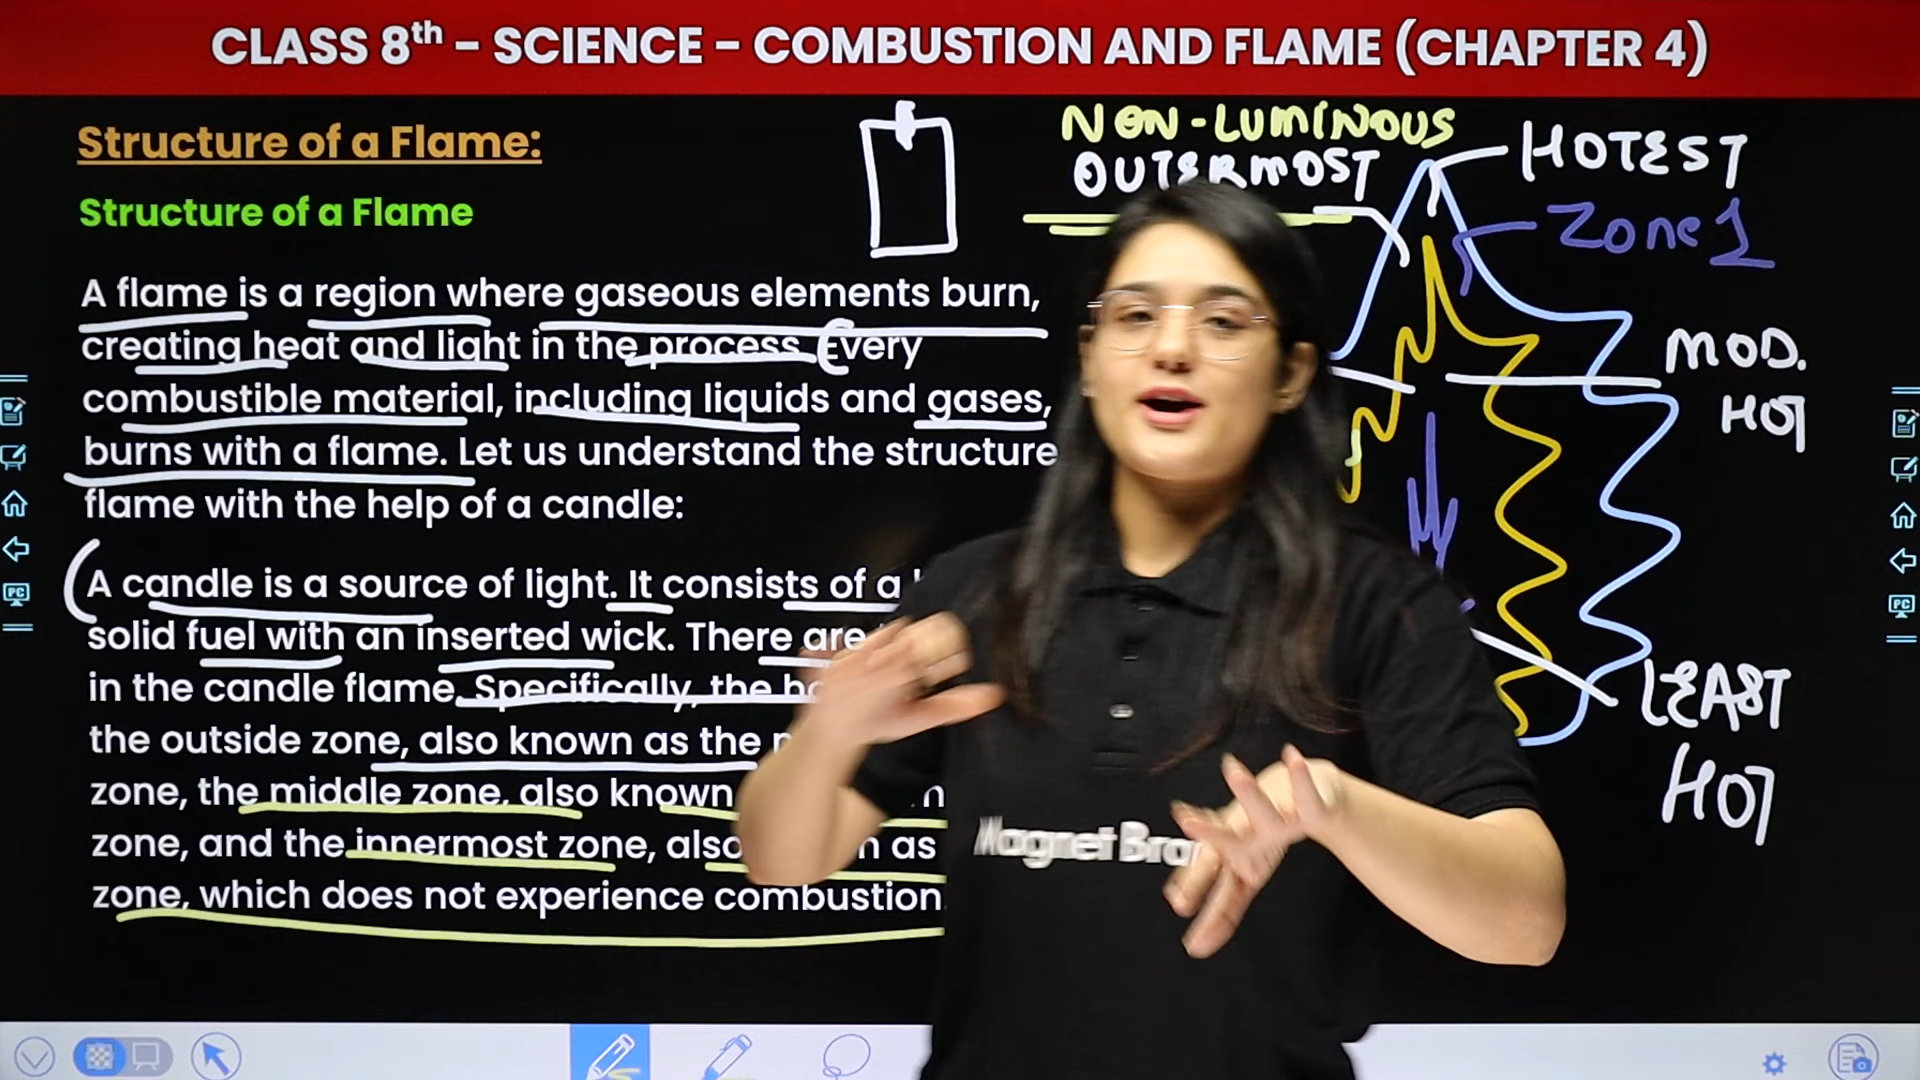 CLASS 8th – SCIENCE – COMBUSTION AND FLAME (CHAPTER 4)
Structure of a Flame:
Structure of a Flame
A flame is a region where gaseous elements burn,
creating heat and light in the process. Every
combustible material, including liquids and gases,
burns with a flame. Let us understand the structure
flame with the help of a candle:
A candle is a source of light. It consists of a
solid fuel with an inserted wick. There are
in the candle flame. Specifically, the
the outside zone, also known as the
zone, the middle zone, also known
zone, and the innermost zone, also as
zone, which does not experience combustion.
NON-LUMINOUS
OUTERMOST
HOTEST
Zone 1
MOD.
HOT
LEAST
HOT
Magnet Bra
PC
PC